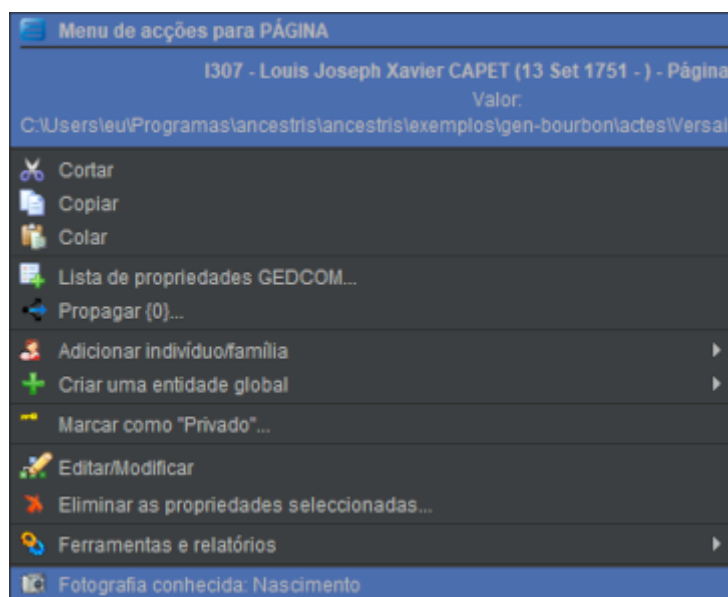 Menu de acções para PÁGINA
I307 - Louis Joseph Xavier CAPET (13 Set 1751 - ) - Página
Valor:
C:\Users\eu\Programas\ancestris\ancestris\exemplos\gen-bourbon\actes\Versai
Cortar
Copiar
Colar
Lista de propriedades GEDCOM...
Propagar {0}...
Adicionar indivíduo/família
Criar uma entidade global
Marcar como "Privado"...
Editar/Modificar
Eliminar as propriedades seleccionadas...
Ferramentas e relatórios
Fotografia conhecida: Nascimento